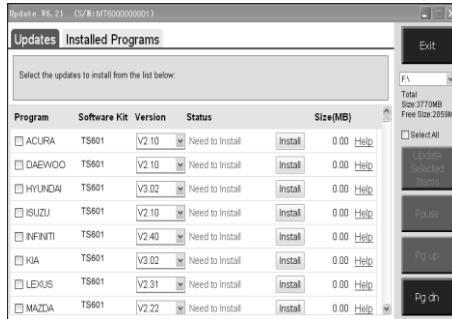 Update V6.21 (S/N:MT6000000001)
Updates Installed Programs
Exit
Select the updates to install from the list below:
F:\
Total
Size:3770MB
Free Size:2059M
Select All
Update
Selected
Items
Pause
Pg up
Pg dn
Program Software Kit Version Status Size(MB)
ACURA TS601 V2.10 Need to Install Install 0.00 Help
DAEWOO TS601 V2.10 Need to Install Install 0.00 Help
HYUNDAI TS601 V3.02 Need to Install Install 0.00 Help
ISUZU TS601 V2.10 Need to Install Install 0.00 Help
INFINITI TS601 V2.40 Need to Install Install 0.00 Help
KIA TS601 V3.02 Need to Install Install 0.00 Help
LEXUS TS601 V2.31 Need to Install Install 0.00 Help
MAZDA TS601 V2.22 Need to Install Install 0.00 Help